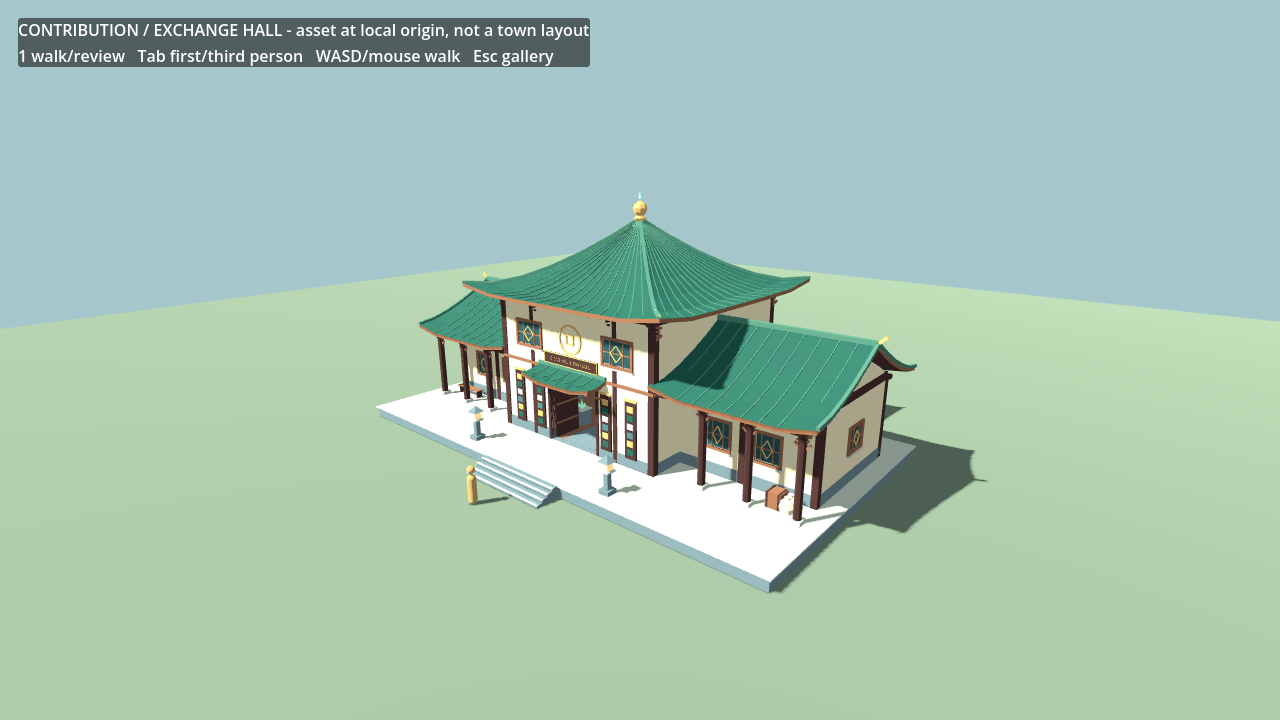 CONTRIBUTION / EXCHANGE HALL - asset at local origin, not a town layout
1 walk/review   Tab first/third person   WASD/mouse walk   Esc gallery